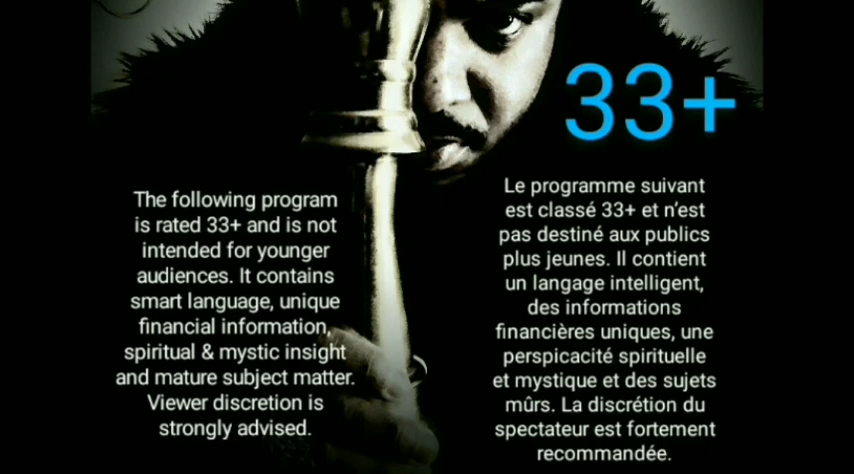 33+
The following program
is rated 33+ and is not
intended for younger
audiences. It contains
smart language, unique
financial information,
spiritual & mystic insight
and mature subject matter.
Viewer discretion is
strongly advised.
Le programme suivant
est classé 33+ et n’est
pas destiné aux publics
plus jeunes. Il contient
un langage intelligent,
des informations
financières uniques, une
perspicacité spirituelle
et mystique et des sujets
mûrs. La discrétion du
spectateur est fortement
recommandée.